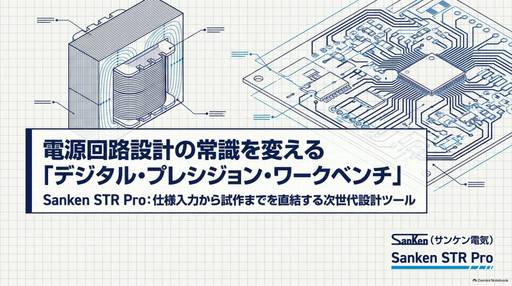 電源回路設計の常識を変える
「デジタル・プレシジョン・ワークベンチ」
Sanken STR Pro：仕様入力から試作までを直結する次世代設計ツール
SanKen（サンケン電気）
Sanken STR Pro